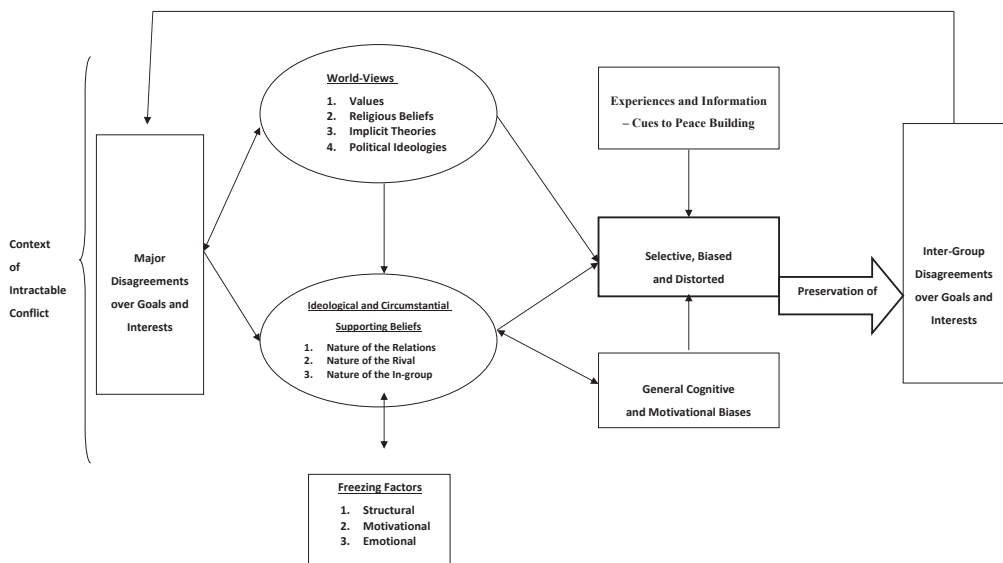 Context
of
Intractable
Conflict
Major
Disagreements
over Goals and
Interests
World-Views
1. Values
2. Religious Beliefs
3. Implicit Theories
4. Political Ideologies
Ideological and Circumstantial
Supporting Beliefs
1. Nature of the Relations
2. Nature of the Rival
3. Nature of the In-group
Freezing Factors
1. Structural
2. Motivational
3. Emotional
Experiences and Information
– Cues to Peace Building
Selective, Biased
and Distorted
General Cognitive
and Motivational Biases
Preservation of
Inter-Group
Disagreements
over Goals and
Interests